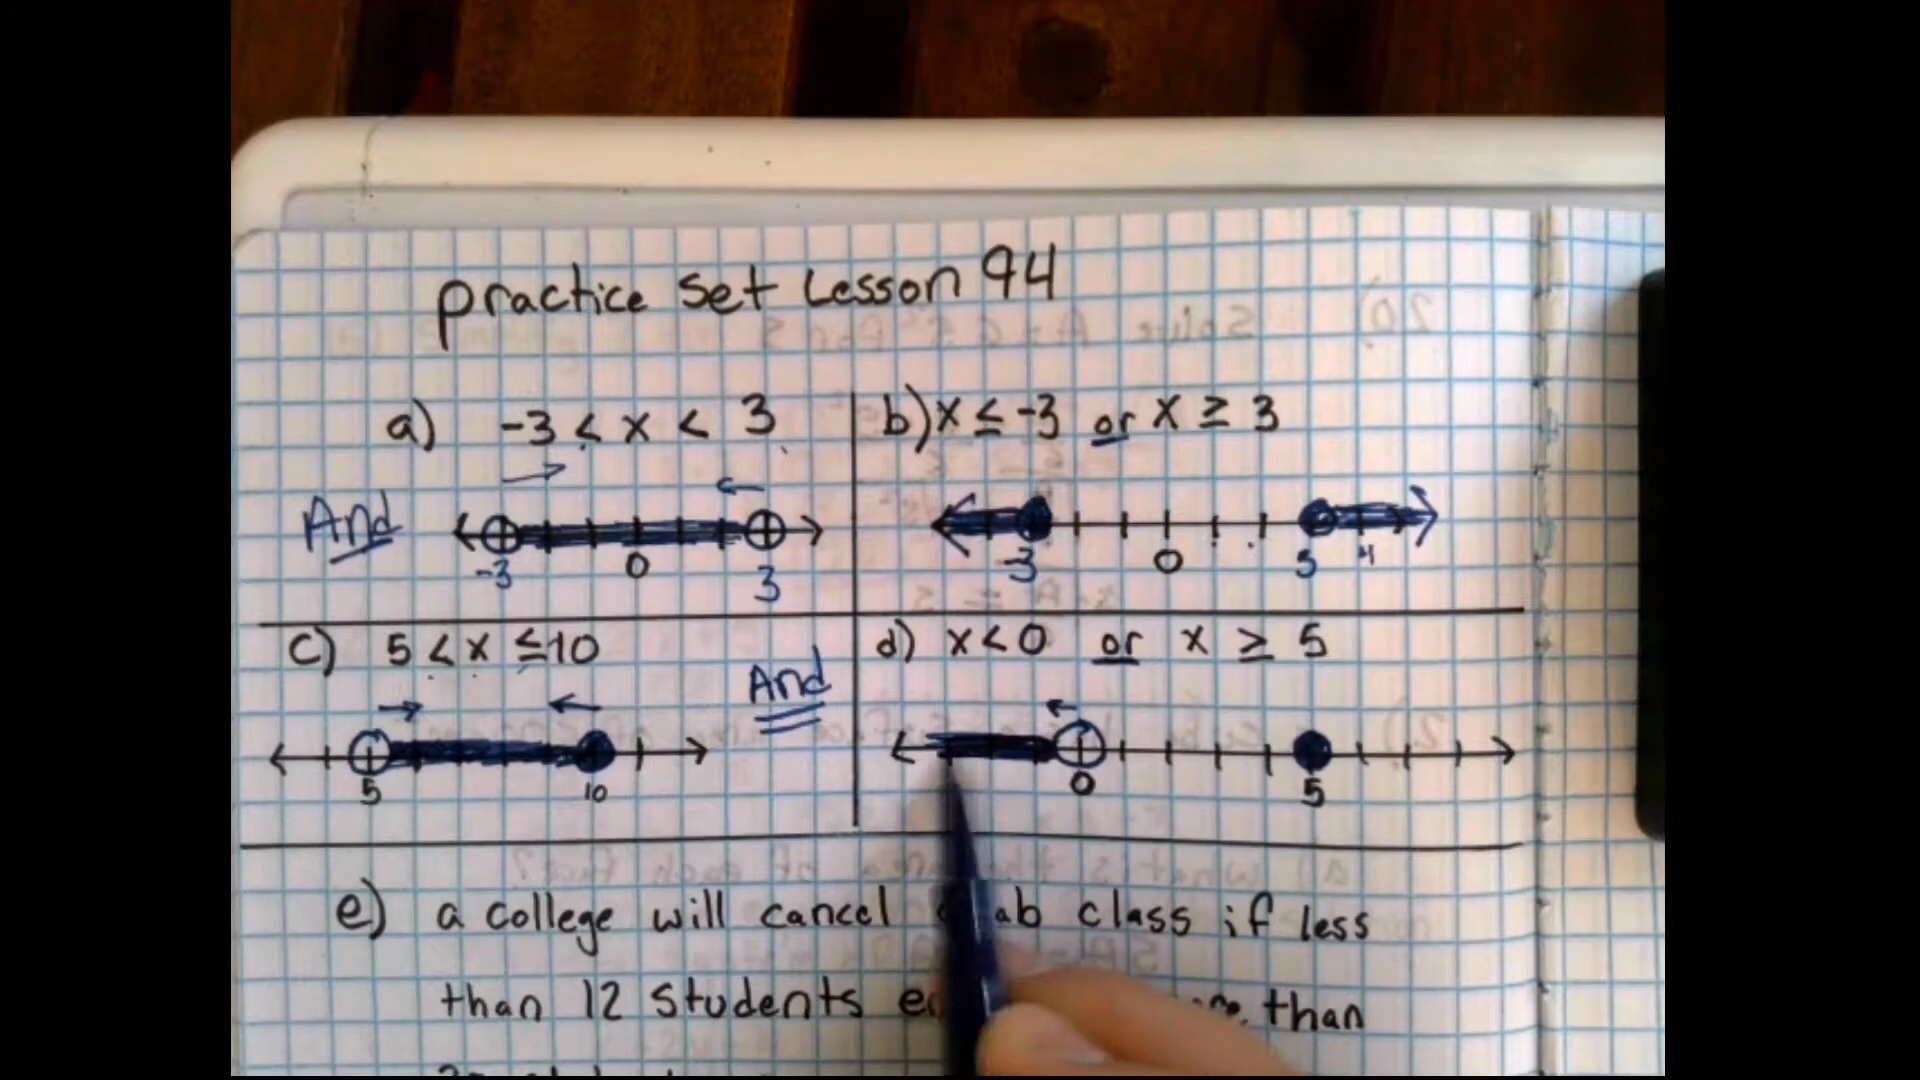 practice set Lesson 94
a) -3 < x < 3
b) x ≤ -3 or x ≥ 3
And
-3 0 3
-3 0 3 4
c) 5 < x ≤ 10
And
d) x < 0 or x ≥ 5
5 10
0 5
e) a college will cancel ab class if less
than 12 students than